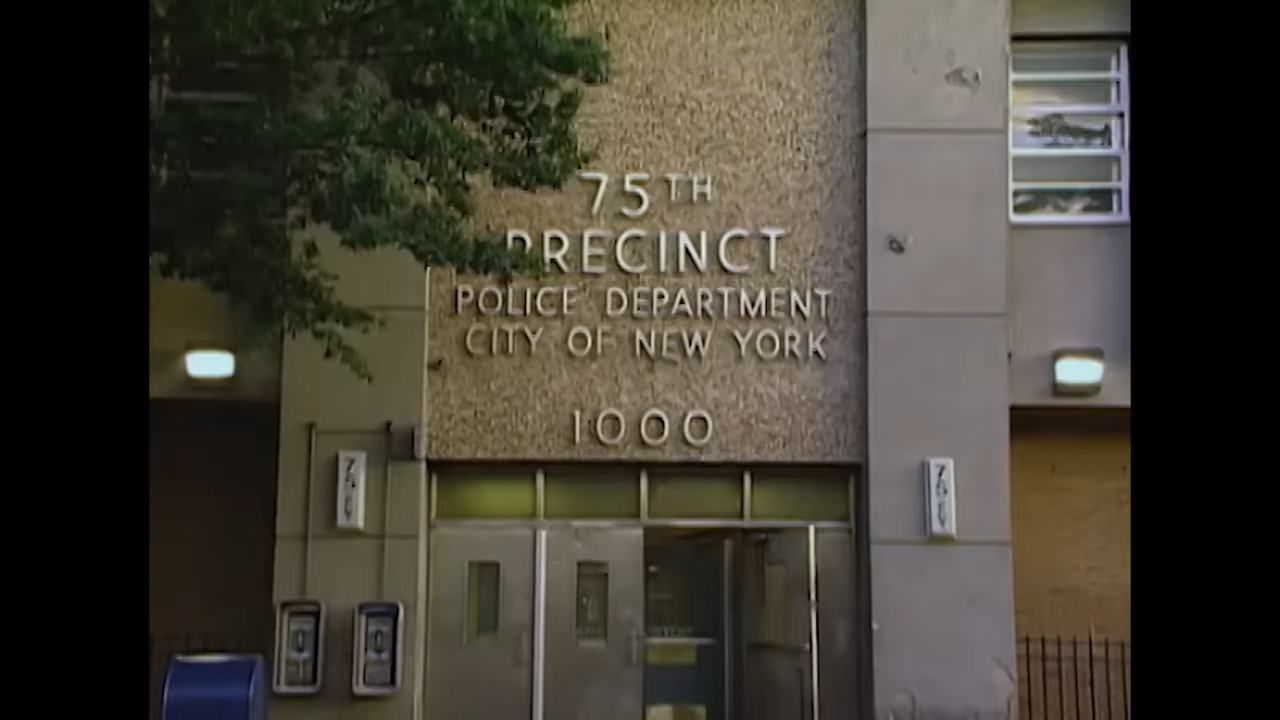 75TH
PRECINCT
POLICE DEPARTMENT
CITY OF NEW YORK
1000